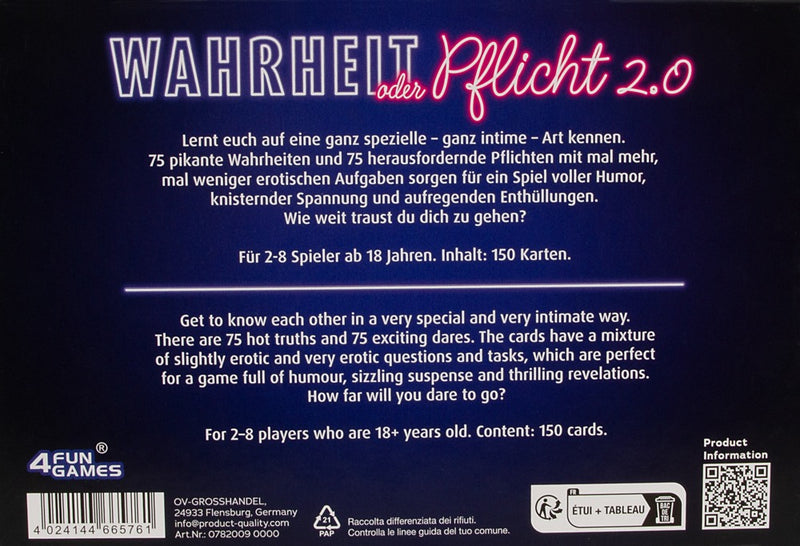 WAHRHEIT oder Pflicht 2.0
Lernt euch auf eine ganz spezielle – ganz intime – Art kennen.
75 pikante Wahrheiten und 75 herausfordernde Pflichten mit mal mehr,
mal weniger erotischen Aufgaben sorgen für ein Spiel voller Humor,
knisternder Spannung und aufregenden Enthüllungen.
Wie weit traust du dich zu gehen?
Für 2-8 Spieler ab 18 Jahren. Inhalt: 150 Karten.
Get to know each other in a very special and very intimate way.
There are 75 hot truths and 75 exciting dares. The cards have a mixture
of slightly erotic and very erotic questions and tasks, which are perfect
for a game full of humour, sizzling suspense and thrilling revelations.
How far will you dare to go?
For 2–8 players who are 18+ years old. Content: 150 cards.
4 FUN GAMES ®
4 024144 665761
OV-GROSSHANDEL,
24933 Flensburg, Germany
info@product-quality.com
Art.Nr.: 0782009 0000
21
PAP
Raccolta differenziata dei rifiuti.
Controlla le linee guida del tuo comune.
FR
ÉTUI + TABLEAU
BAC
DE
TRI
Product
Information